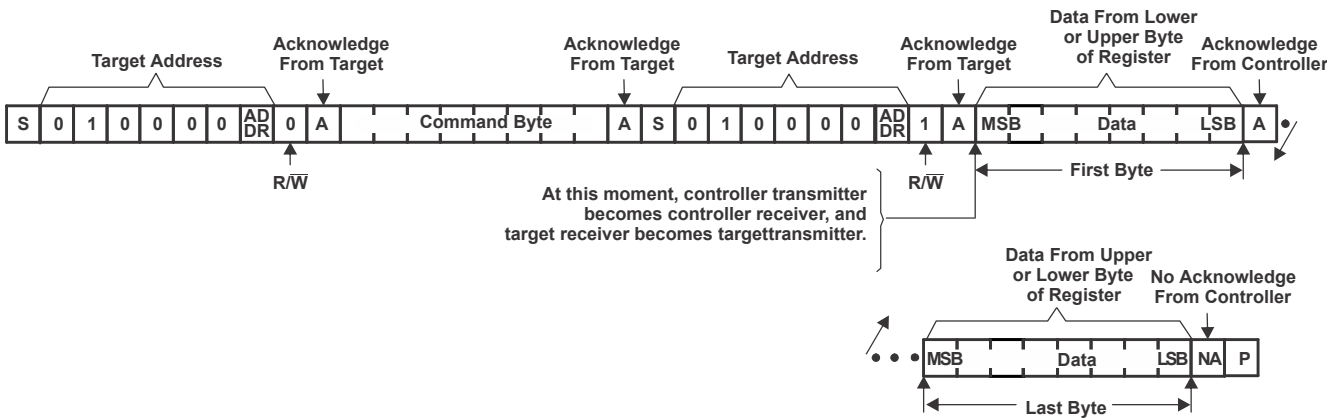 Target Address
Acknowledge
From Target
Acknowledge
From Target
Target Address
Acknowledge
From Target
Data From Lower
or Upper Byte
of Register
Acknowledge
From Controller
S 0 1 0 0 0 0 AD DR 0 A Command Byte A S 0 1 0 0 0 0 AD DR 1 A MSB Data LSB A
R/W̅
R/W̅
First Byte
At this moment, controller transmitter
becomes controller receiver, and
target receiver becomes targettransmitter.
Data From Upper
or Lower Byte
of Register
No Acknowledge
From Controller
MSB Data LSB NA P
Last Byte